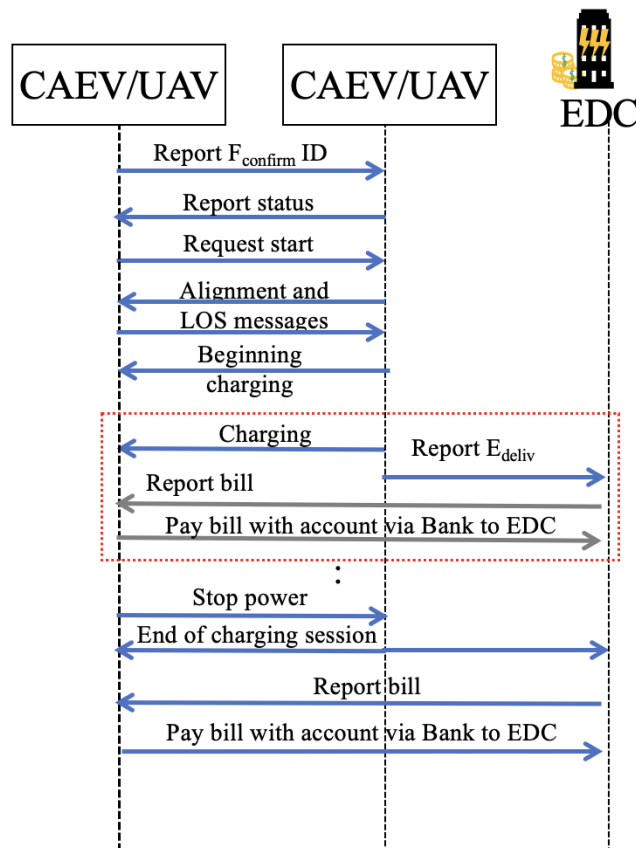 CAEV/UAV
CAEV/UAV
EDC
Report Fconfirm ID
Report status
Request start
Alignment and
LOS messages
Beginning
charging
Charging
Report Edeliv
Report bill
Pay bill with account via Bank to EDC
:
Stop power
End of charging session
Report bill
Pay bill with account via Bank to EDC